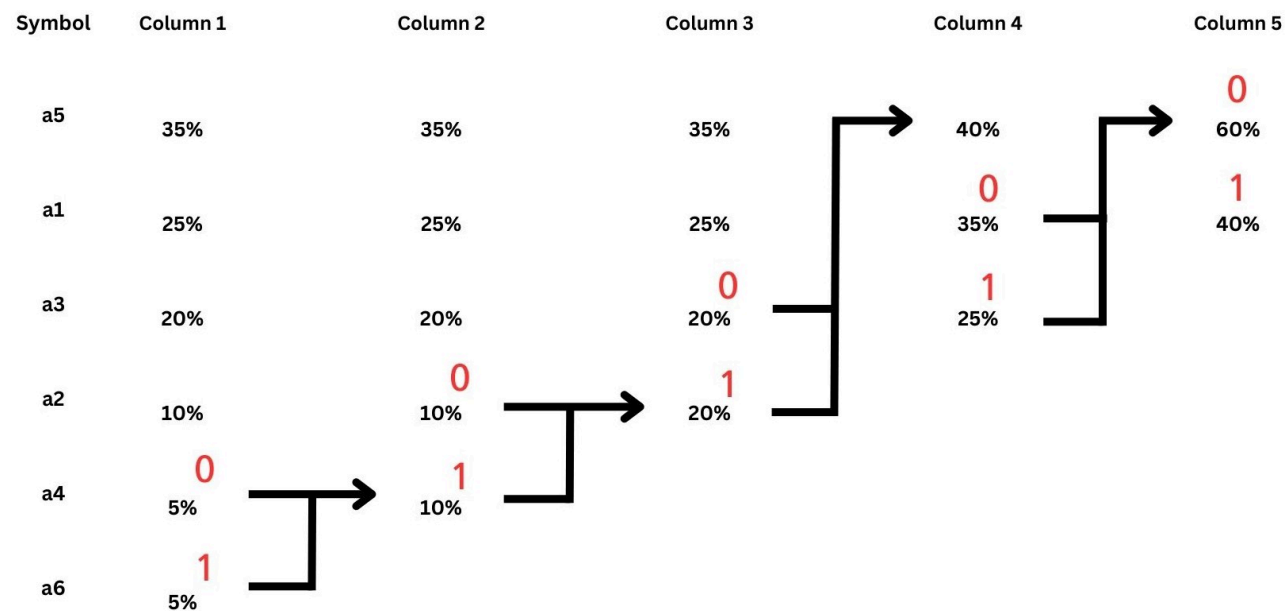 Symbol Column 1 Column 2 Column 3 Column 4 Column 5
0
a5 35% 35% 35% 40% 60%
0 1
a1 25% 25% 25% 35% 40%
0 1
a3 20% 20% 20% 25%
0 1
a2 10% 10% 20%
0 1
a4 5% 10%
1
a6 5%